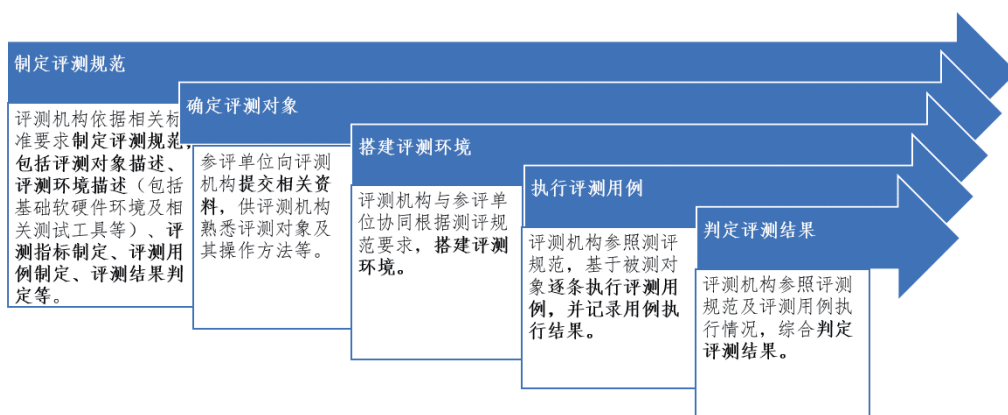 制定评测规范
评测机构依据相关标
准要求制定评测规范，
包括评测对象描述、
评测环境描述（包括
基础软硬件环境及相
关测试工具等）、评
测指标制定、评测用
例制定、评测结果判
定等。
确定评测对象
参评单位向评测
机构提交相关资
料，供评测机构
熟悉评测对象及
其操作方法等。
搭建评测环境
评测机构与参评单
位协同根据测评规
范要求，搭建评测
环境。
执行评测用例
评测机构参照测评
规范，基于被测对
象逐条执行评测用
例，并记录用例执
行结果。
判定评测结果
评测机构参照评测
规范及评测用例执
行情况，综合判定
评测结果。